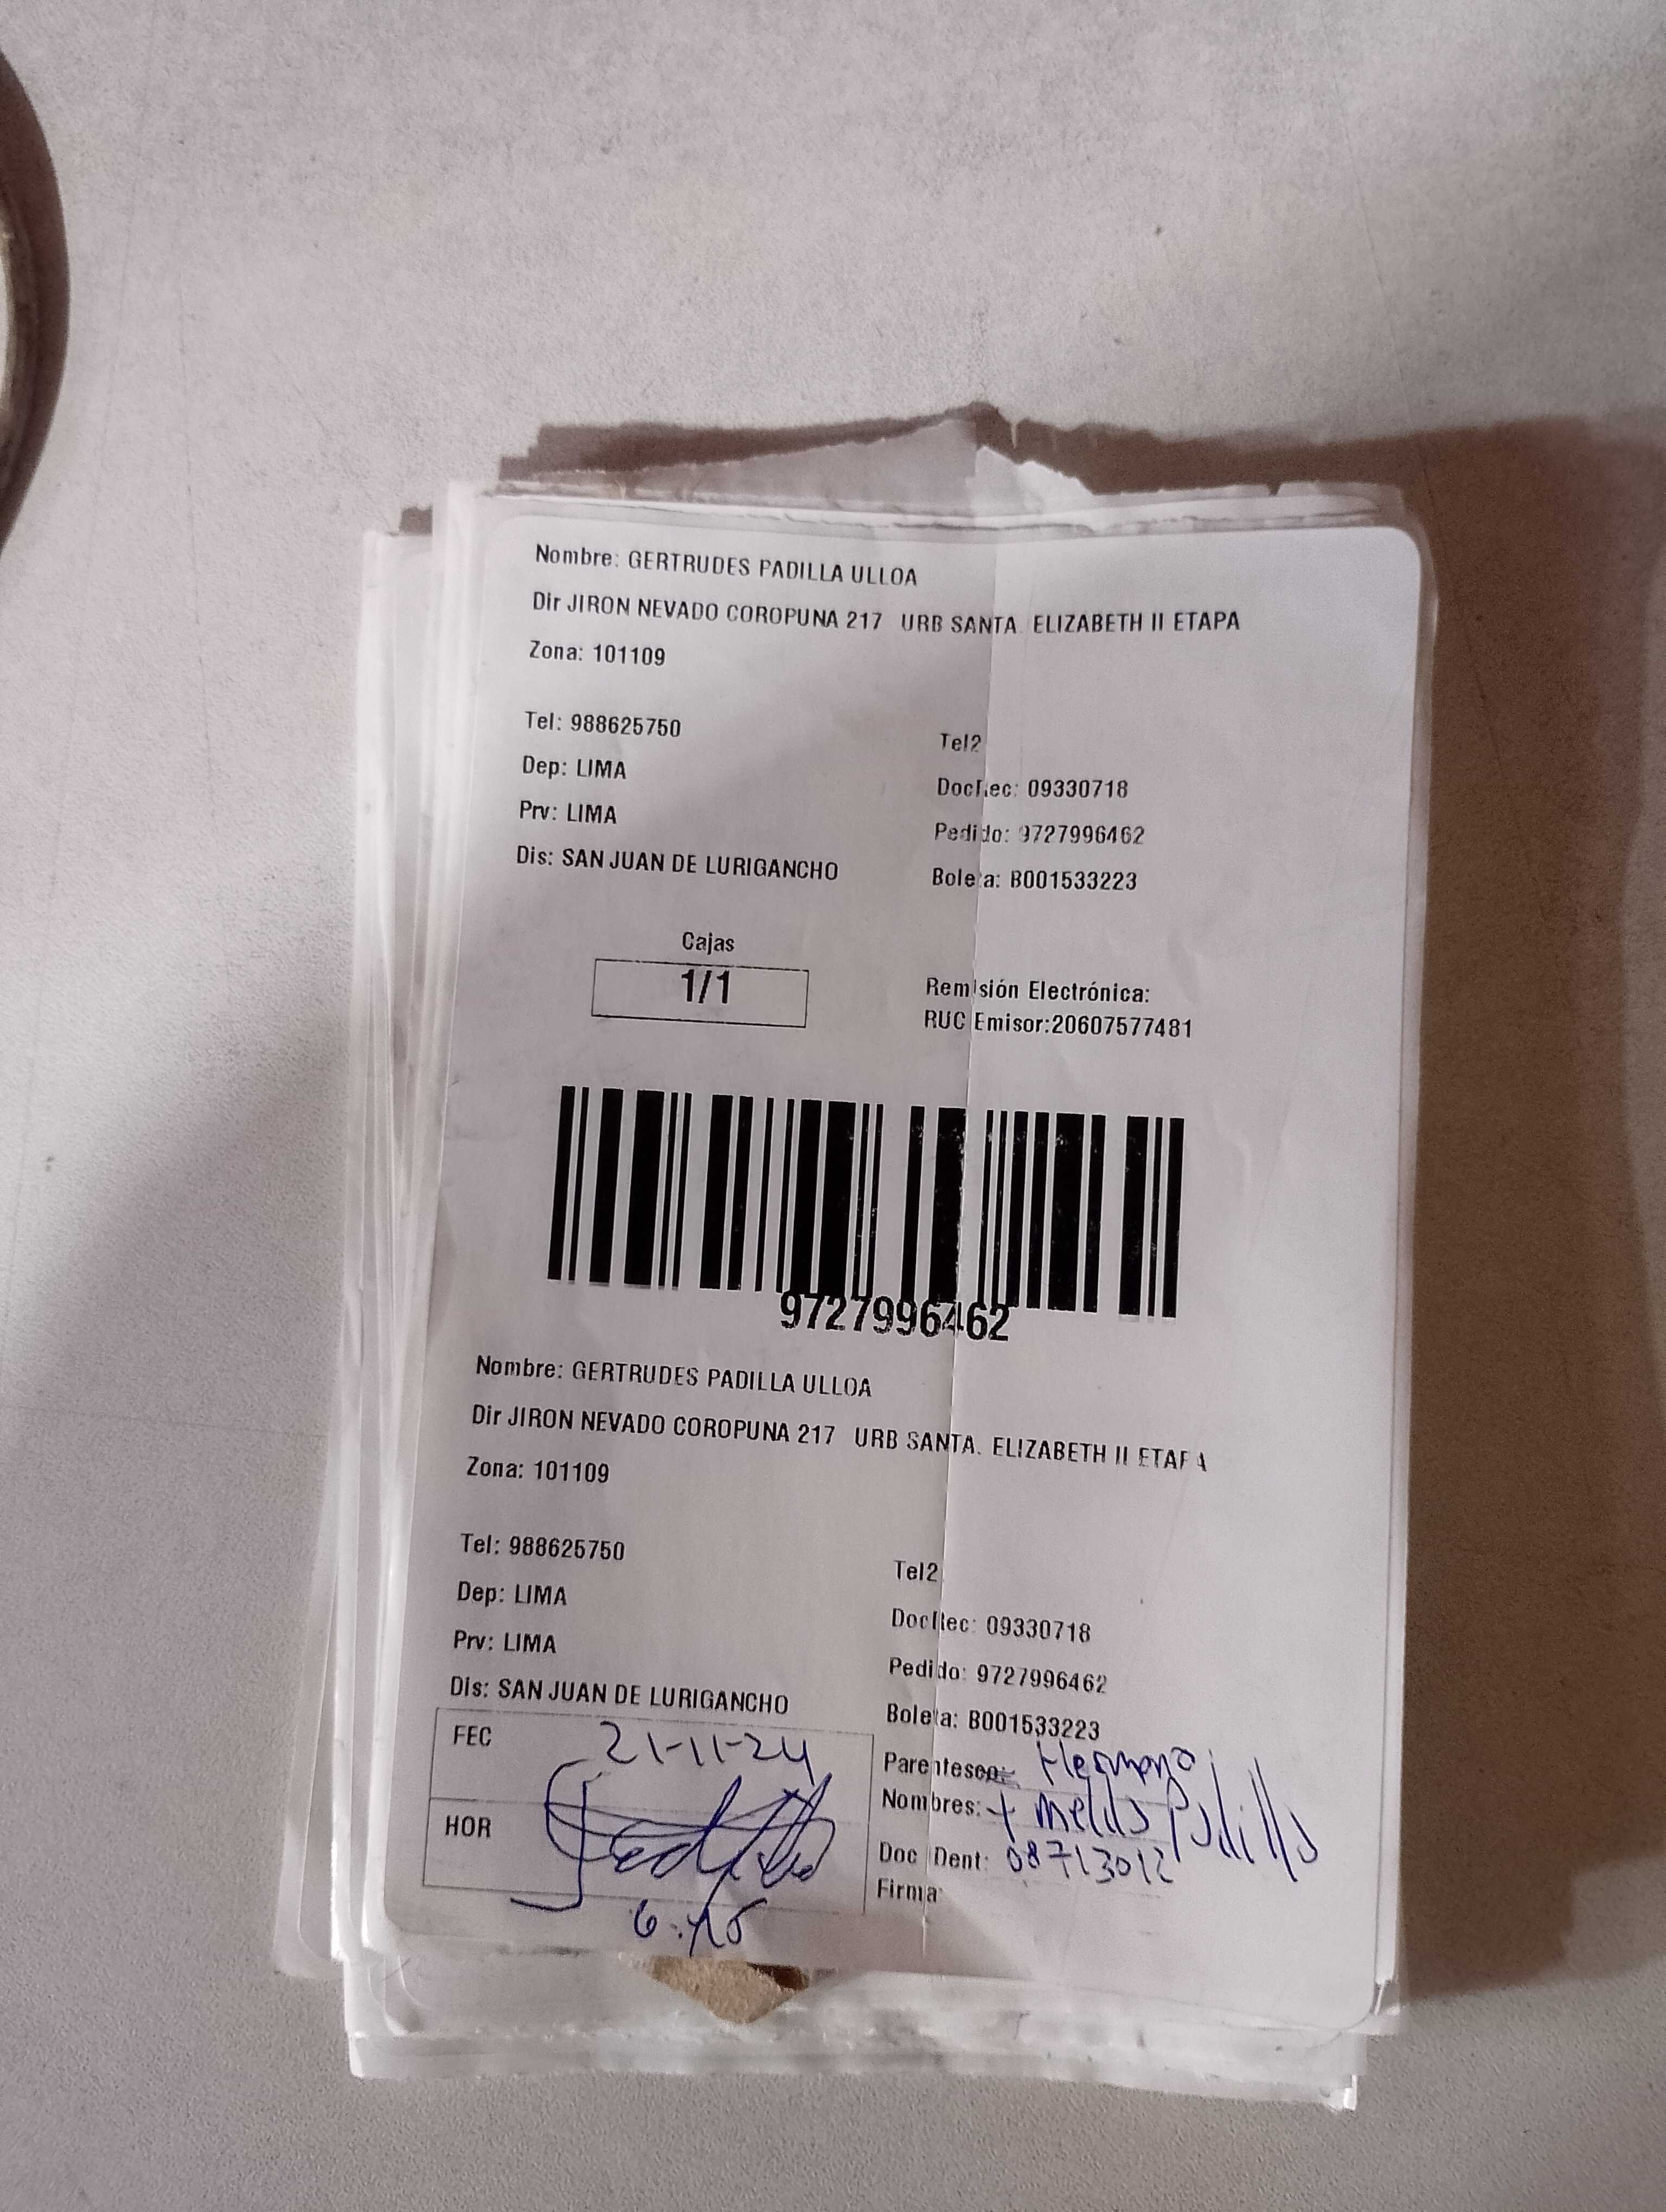 Nombre: GERTRUDES PADILLA ULLOA
Dir JIRON NEVADO COROPUNA 217 URB SANTA. ELIZABETH II ETAPA
Zona: 101109
Tel: 988625750
Tel2
Dep: LIMA
DocRec: 09330718
Prv: LIMA
Pedido: 9727996462
Dis: SAN JUAN DE LURIGANCHO
Boleta: B001533223
Cajas
1/1
Remisión Electrónica:
RUC Emisor:20607577481
9727996462
Nombre: GERTRUDES PADILLA ULLOA
Dir JIRON NEVADO COROPUNA 217 URB SANTA. ELIZABETH II ETAPA
Zona: 101109
Tel: 988625750
Tel2
Dep: LIMA
DocRec: 09330718
Prv: LIMA
Pedido: 9727996462
Dis: SAN JUAN DE LURIGANCHO
Boleta: B001533223
FEC 21-11-24
Parentesco: Hermano
Nombres: Padilla
HOR
Doc Dent: 08713012
Firma